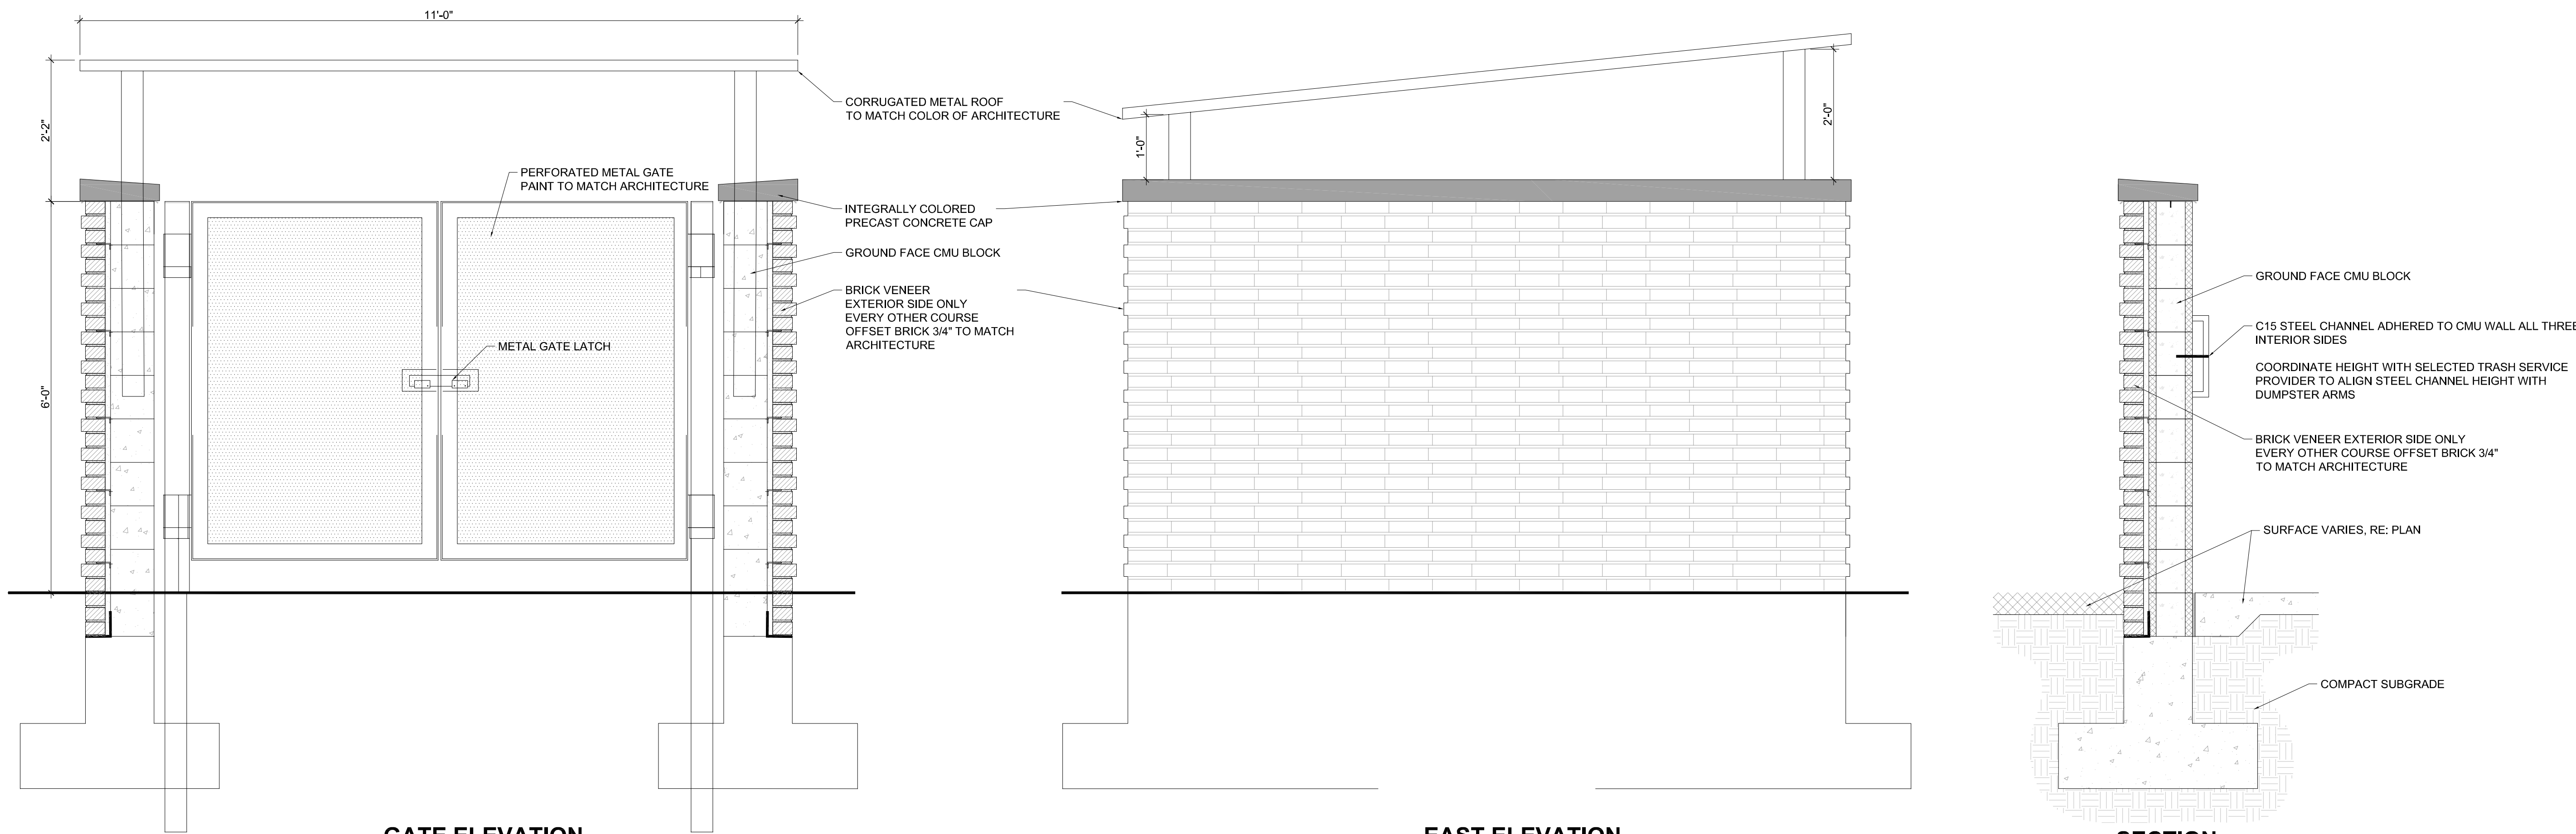 11'-0"
2'-2"
6'-0"
PERFORATED METAL GATE
PAINT TO MATCH ARCHITECTURE
METAL GATE LATCH
CORRUGATED METAL ROOF
TO MATCH COLOR OF ARCHITECTURE
INTEGRALLY COLORED
PRECAST CONCRETE CAP
GROUND FACE CMU BLOCK
BRICK VENEER
EXTERIOR SIDE ONLY
EVERY OTHER COURSE
OFFSET BRICK 3/4" TO MATCH
ARCHITECTURE
GATE ELEVATION
1'-0"
2'-0"
EAST ELEVATION
GROUND FACE CMU BLOCK
C15 STEEL CHANNEL ADHERED TO CMU WALL ALL THREE
INTERIOR SIDES
COORDINATE HEIGHT WITH SELECTED TRASH SERVICE
PROVIDER TO ALIGN STEEL CHANNEL HEIGHT WITH
DUMPSTER ARMS
BRICK VENEER EXTERIOR SIDE ONLY
EVERY OTHER COURSE OFFSET BRICK 3/4"
TO MATCH ARCHITECTURE
SURFACE VARIES, RE: PLAN
COMPACT SUBGRADE
SECTION